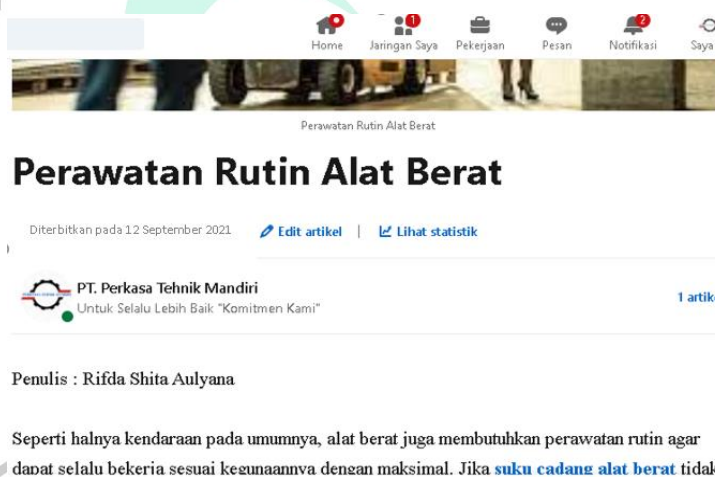 Home
Jaringan Saya
1
Pekerjaan
Pesan
Notifikasi
2
Saya
Perawatan Rutin Alat Berat
Perawatan Rutin Alat Berat
Diterbitkan pada 12 September 2021 Edit artikel | Lihat statistik
PT. Perkasa Tehnik Mandiri
Untuk Selalu Lebih Baik "Komitmen Kami"
1 artik
Penulis : Rifda Shita Aulyana
Seperti halnya kendaraan pada umumnya, alat berat juga membutuhkan perawatan rutin agar
dapat selalu bekerja sesuai kegunaannya dengan maksimal. Jika suku cadang alat berat tidak